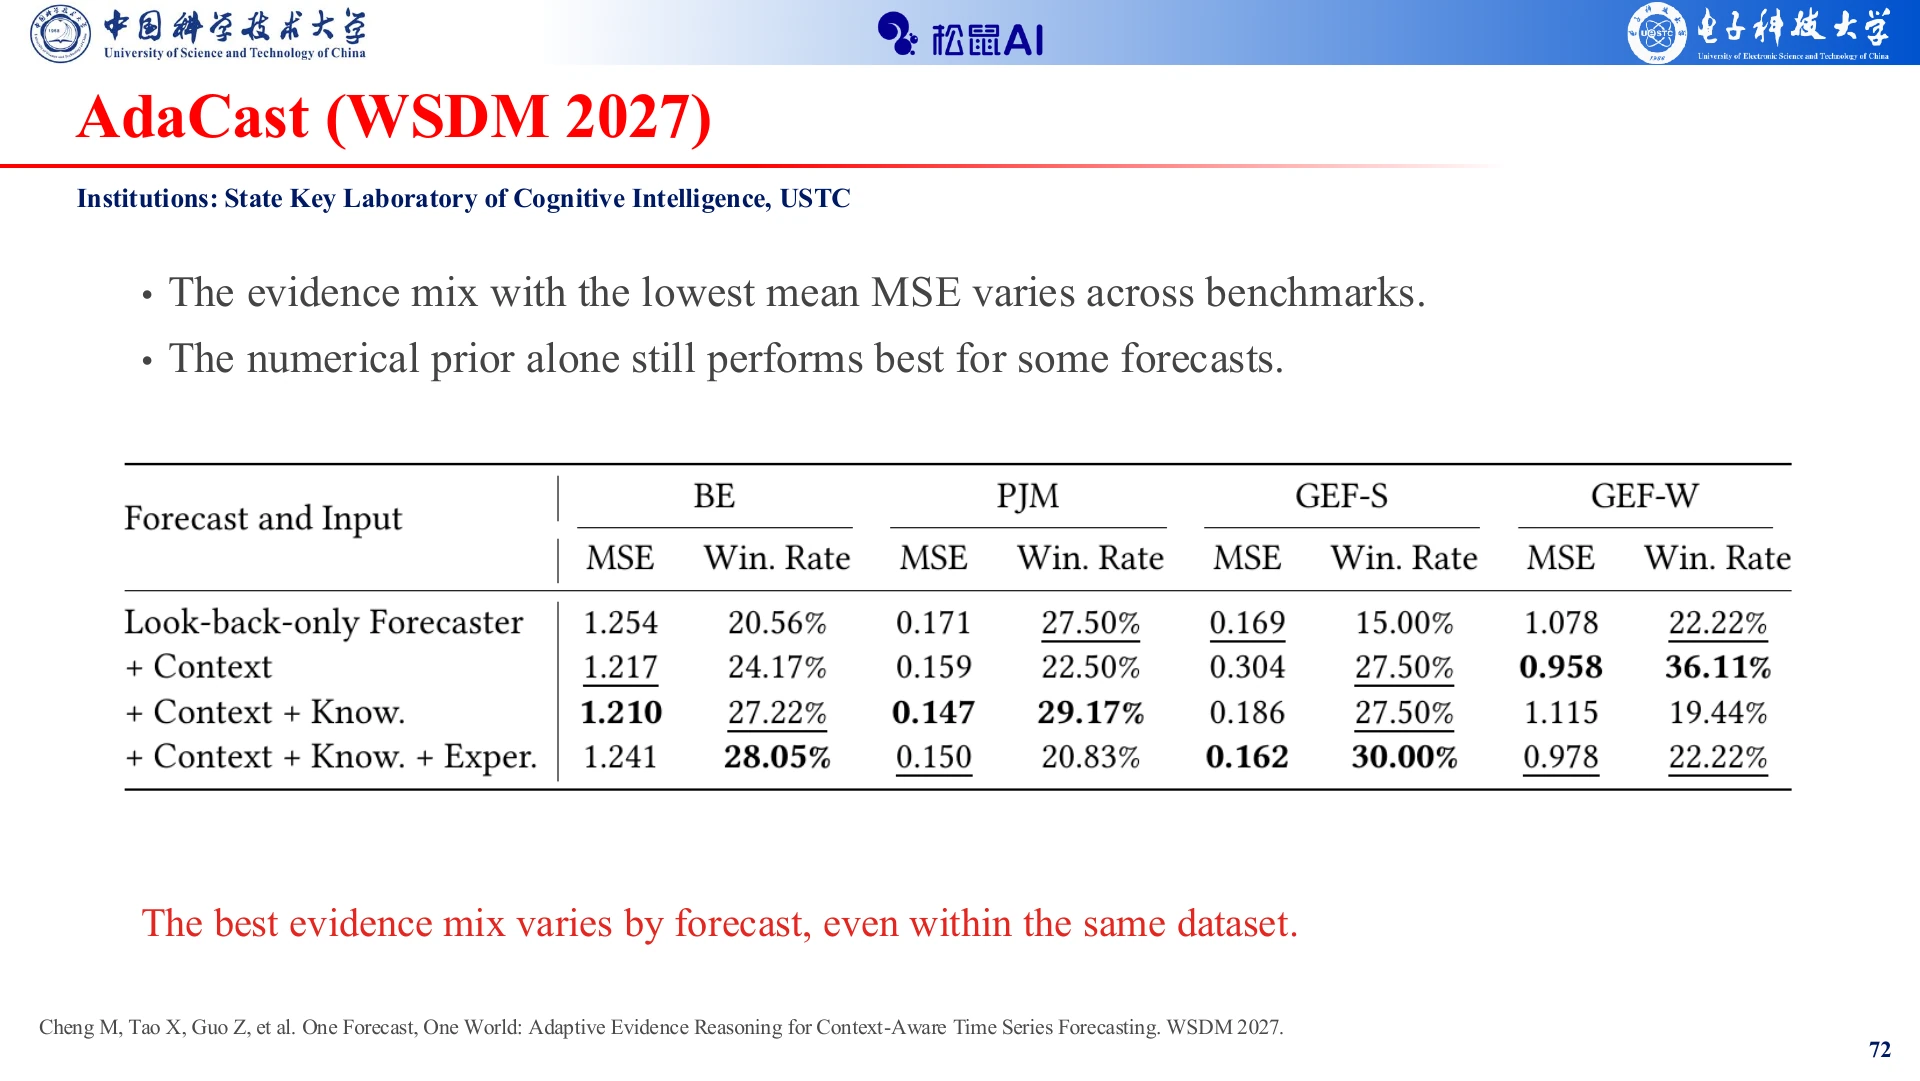 中国科学技术大学
University of Science and Technology of China
松鼠AI
电子科技大学
University of Electronic Science and Technology of China
AdaCast (WSDM 2027)
Institutions: State Key Laboratory of Cognitive Intelligence, USTC
• The evidence mix with the lowest mean MSE varies across benchmarks.
• The numerical prior alone still performs best for some forecasts.
Forecast and Input BE PJM GEF-S GEF-W
MSE Win. Rate MSE Win. Rate MSE Win. Rate MSE Win. Rate
Look-back-only Forecaster 1.254 20.56% 0.171 27.50% 0.169 15.00% 1.078 22.22%
+ Context 1.217 24.17% 0.159 22.50% 0.304 27.50% 0.958 36.11%
+ Context + Know. 1.210 27.22% 0.147 29.17% 0.186 27.50% 1.115 19.44%
+ Context + Know. + Exper. 1.241 28.05% 0.150 20.83% 0.162 30.00% 0.978 22.22%
The best evidence mix varies by forecast, even within the same dataset.
Cheng M, Tao X, Guo Z, et al. One Forecast, One World: Adaptive Evidence Reasoning for Context-Aware Time Series Forecasting. WSDM 2027.
72